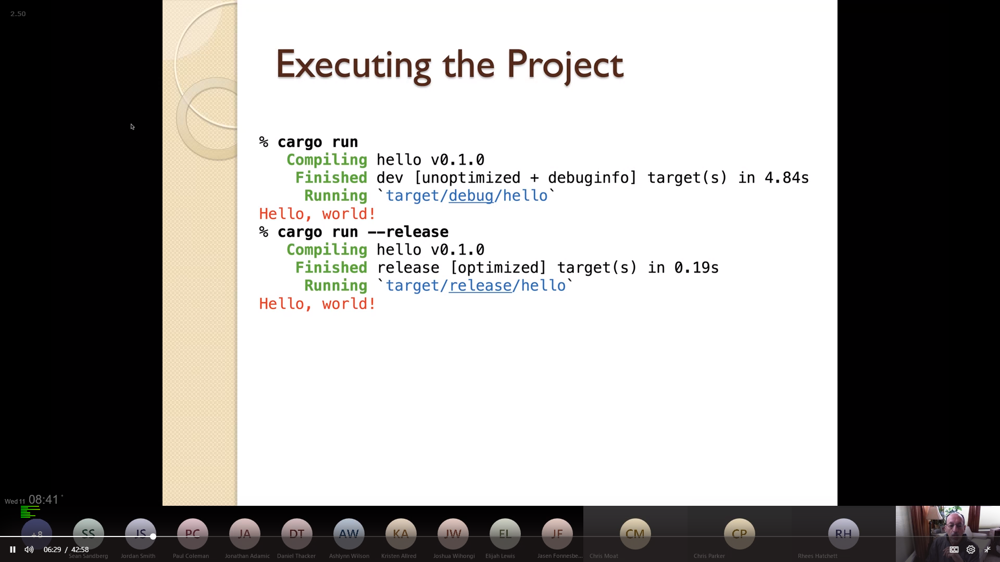 2.50
Executing the Project
% cargo run
Compiling hello v0.1.0
Finished dev [unoptimized + debuginfo] target(s) in 4.84s
Running `target/debug/hello`
Hello, world!
% cargo run --release
Compiling hello v0.1.0
Finished release [optimized] target(s) in 0.19s
Running `target/release/hello`
Hello, world!
Wed 11 08:41 °
+8 SS JS PC JA DT AW KA JW EL JF CM CP RH
06:29 / 42:58
CC
Sean Sandberg Jordan Smith Paul Coleman Jonathan Adamic Daniel Thacker Ashlynn Wilson Kristen Allred Joshua Wihongi Elijah Lewis Jasen Fonnesbe... Chris Moat Chris Parker Rhees Hatchett